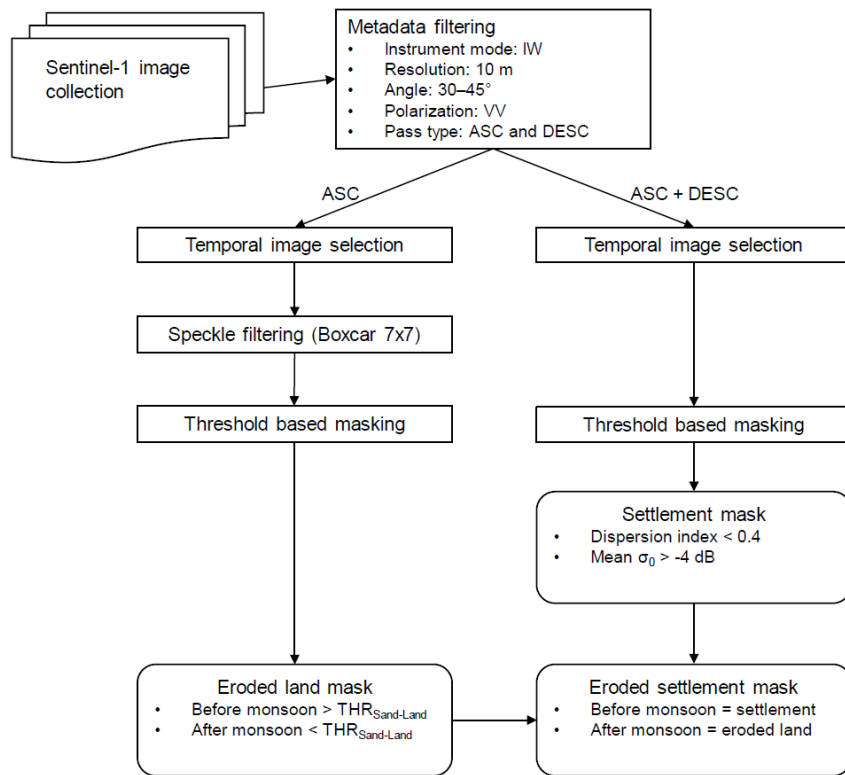 Sentinel-1 image
collection
Metadata filtering
• Instrument mode: IW
• Resolution: 10 m
• Angle: 30–45°
• Polarization: VV
• Pass type: ASC and DESC
ASC
ASC + DESC
Temporal image selection
Temporal image selection
Speckle filtering (Boxcar 7x7)
Threshold based masking
Threshold based masking
Settlement mask
• Dispersion index < 0.4
• Mean σ₀ > -4 dB
Eroded land mask
• Before monsoon > THRSand-Land
• After monsoon < THRSand-Land
Eroded settlement mask
• Before monsoon = settlement
• After monsoon = eroded land